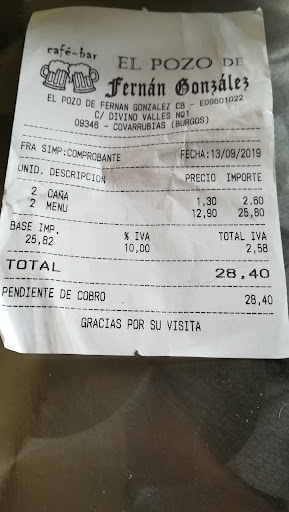 café-bar
EL POZO DE
Fernán González
EL POZO DE FERNAN GONZALEZ CB - E09601022
C/ DIVINO VALLES Nº1
09346 - COVARRUBIAS (BURGOS)
FRA SIMP:COMPROBANTE FECHA:13/09/2019
UNID. DESCRIPCION PRECIO IMPORTE
2 CAÑA 1,30 2,60
2 MENU 12,90 25,80
BASE IMP. % IVA TOTAL IVA
25,82 10,00 2,58
TOTAL 28,40
PENDIENTE DE COBRO 28,40
GRACIAS POR SU VISITA